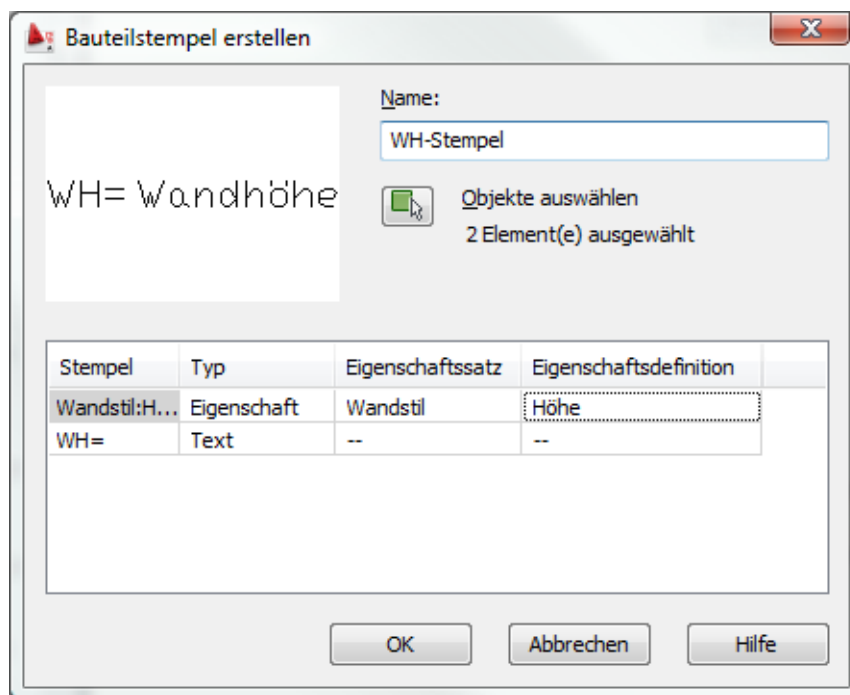 Bauteilstempel erstellen
Name:
WH-Stempel
WH= Wandhöhe
Objekte auswählen
2 Element(e) ausgewählt
Stempel Typ Eigenschaftssatz Eigenschaftsdefinition
Wandstil:H... Eigenschaft Wandstil Höhe
WH= Text -- --
OK Abbrechen Hilfe